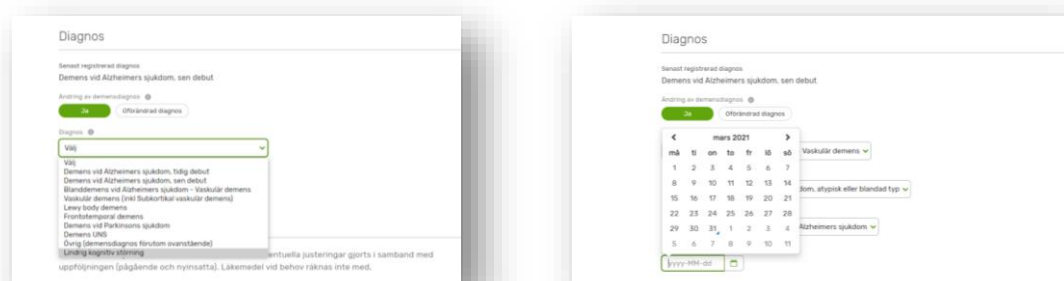 Diagnos
Senast registrerad diagnos
Demens vid Alzheimers sjukdom, sen debut
Ändring av demensdiagnos
Ja Oförändrad diagnos
Diagnos
Välj
Välj
Demens vid Alzheimers sjukdom, tidig debut
Demens vid Alzheimers sjukdom, sen debut
Blanddemens vid Alzheimers sjukdom - Vaskulär demens
Vaskulär demens (inkl Subkortikal vaskulär demens)
Lewy body demens
Frontotemporal demens
Demens vid Parkinsons sjukdom
Demens UNS
Övrig (demensdiagnos förutom ovanstående)
Lindrig kognitiv störning
entuella justeringar gjorts i samband med
uppföljningen (pågående och nyinsatta). Läkemedel vid behov räknas inte med.
Diagnos
Senast registrerad diagnos
Demens vid Alzheimers sjukdom, sen debut
Ändring av demensdiagnos
Ja Oförändrad diagnos
mars 2021
må ti on to fr lö sö
1 2 3 4 5 6 7
8 9 10 11 12 13 14
15 16 17 18 19 20 21
22 23 24 25 26 27 28
29 30 31 1 2 3 4
5 6 7 8 9 10 11
Vaskulär demens
dom, atypisk eller blandad typ
Alzheimers sjukdom
yyyy-MM-dd